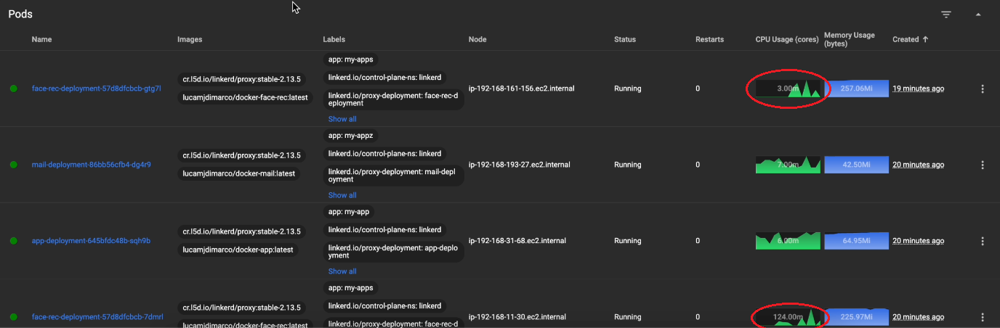 Pods
Name Images Labels Node Status Restarts CPU Usage (cores) Memory Usage (bytes) Created
face-rec-deployment-57d8dfcbcb-gtg7l
cr.l5d.io/linkerd/proxy:stable-2.13.5
lucamjdimarco/docker-face-rec:latest
app: my-apps
linkerd.io/control-plane-ns: linkerd
linkerd.io/proxy-deployment: face-rec-d
eployment
Show all
ip-192-168-161-156.ec2.internal
Running
0
3.00m
257.06Mi
19 minutes ago
mail-deployment-86bb56cfb4-dg4r9
cr.l5d.io/linkerd/proxy:stable-2.13.5
lucamjdimarco/docker-mail:latest
app: my-appz
linkerd.io/control-plane-ns: linkerd
linkerd.io/proxy-deployment: mail-depl
oyment
Show all
ip-192-168-193-27.ec2.internal
Running
0
7.00m
42.50Mi
20 minutes ago
app-deployment-645bfdc48b-sqh9b
cr.l5d.io/linkerd/proxy:stable-2.13.5
lucamjdimarco/docker-app:latest
app: my-app
linkerd.io/control-plane-ns: linkerd
linkerd.io/proxy-deployment: app-deplo
yment
Show all
ip-192-168-31-68.ec2.internal
Running
0
6.00m
64.95Mi
20 minutes ago
face-rec-deployment-57d8dfcbcb-7dmrl
cr.l5d.io/linkerd/proxy:stable-2.13.5
lucamjdimarco/docker-face-rec:latest
app: my-apps
linkerd.io/control-plane-ns: linkerd
linkerd.io/proxy-deployment: face-rec-d
ip-192-168-11-30.ec2.internal
Running
0
124.00m
225.97Mi
20 minutes ago